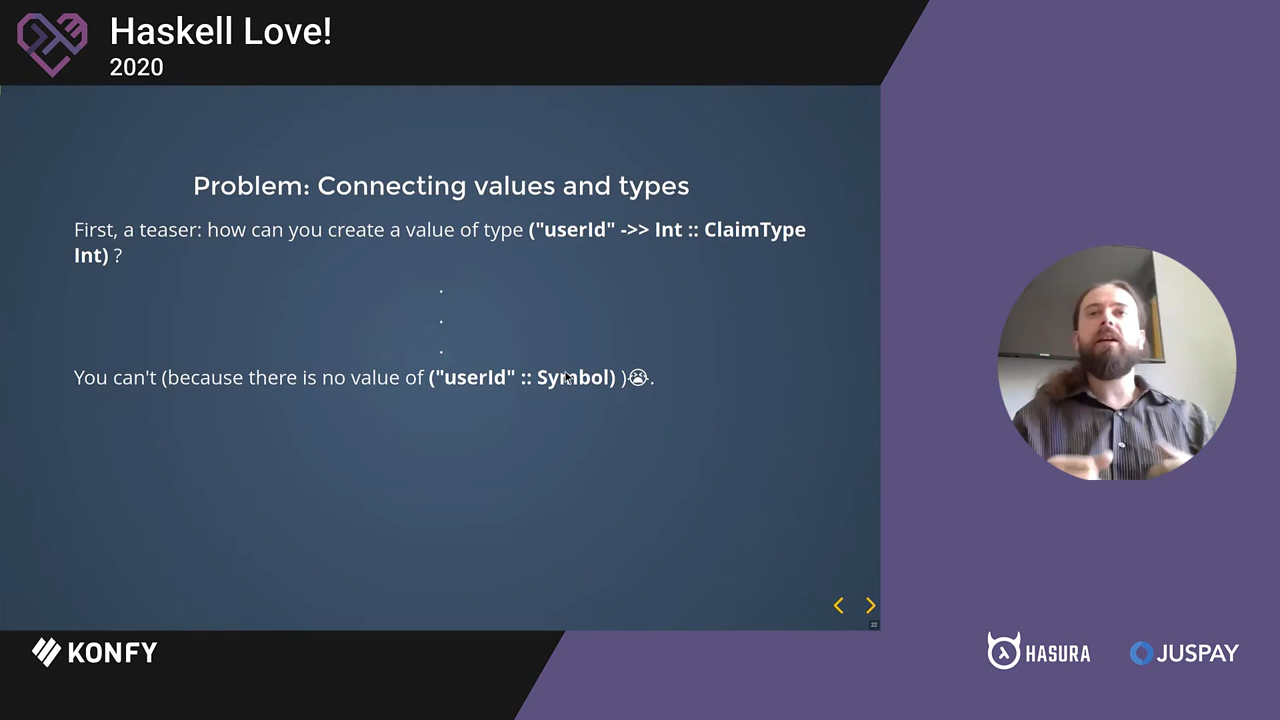 Haskell Love!
2020
Problem: Connecting values and types
First, a teaser: how can you create a value of type ("userId" ->> Int :: ClaimType
Int) ?
.
.
.
You can't (because there is no value of ("userId" :: Symbol) )😭.
22
KONFY
HASURA
JUSPAY